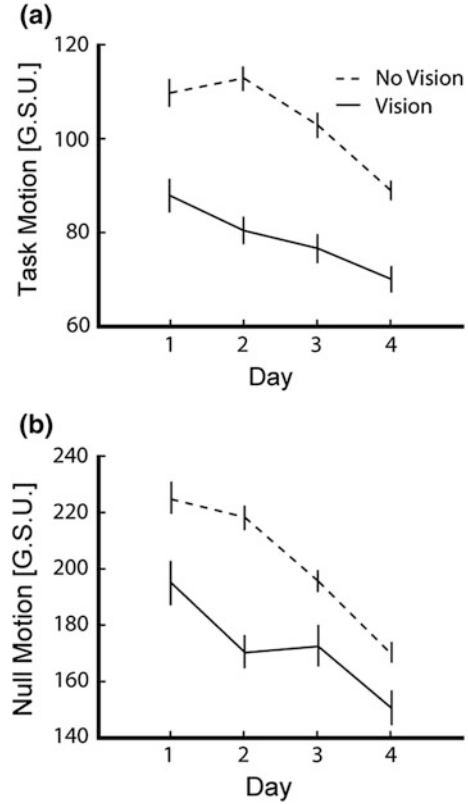 (a)
120
100
80
60
Task Motion [G.S.U.]
No Vision
Vision
1 2 3 4
Day
(b)
240
220
200
180
160
140
Null Motion [G.S.U.]
1 2 3 4
Day